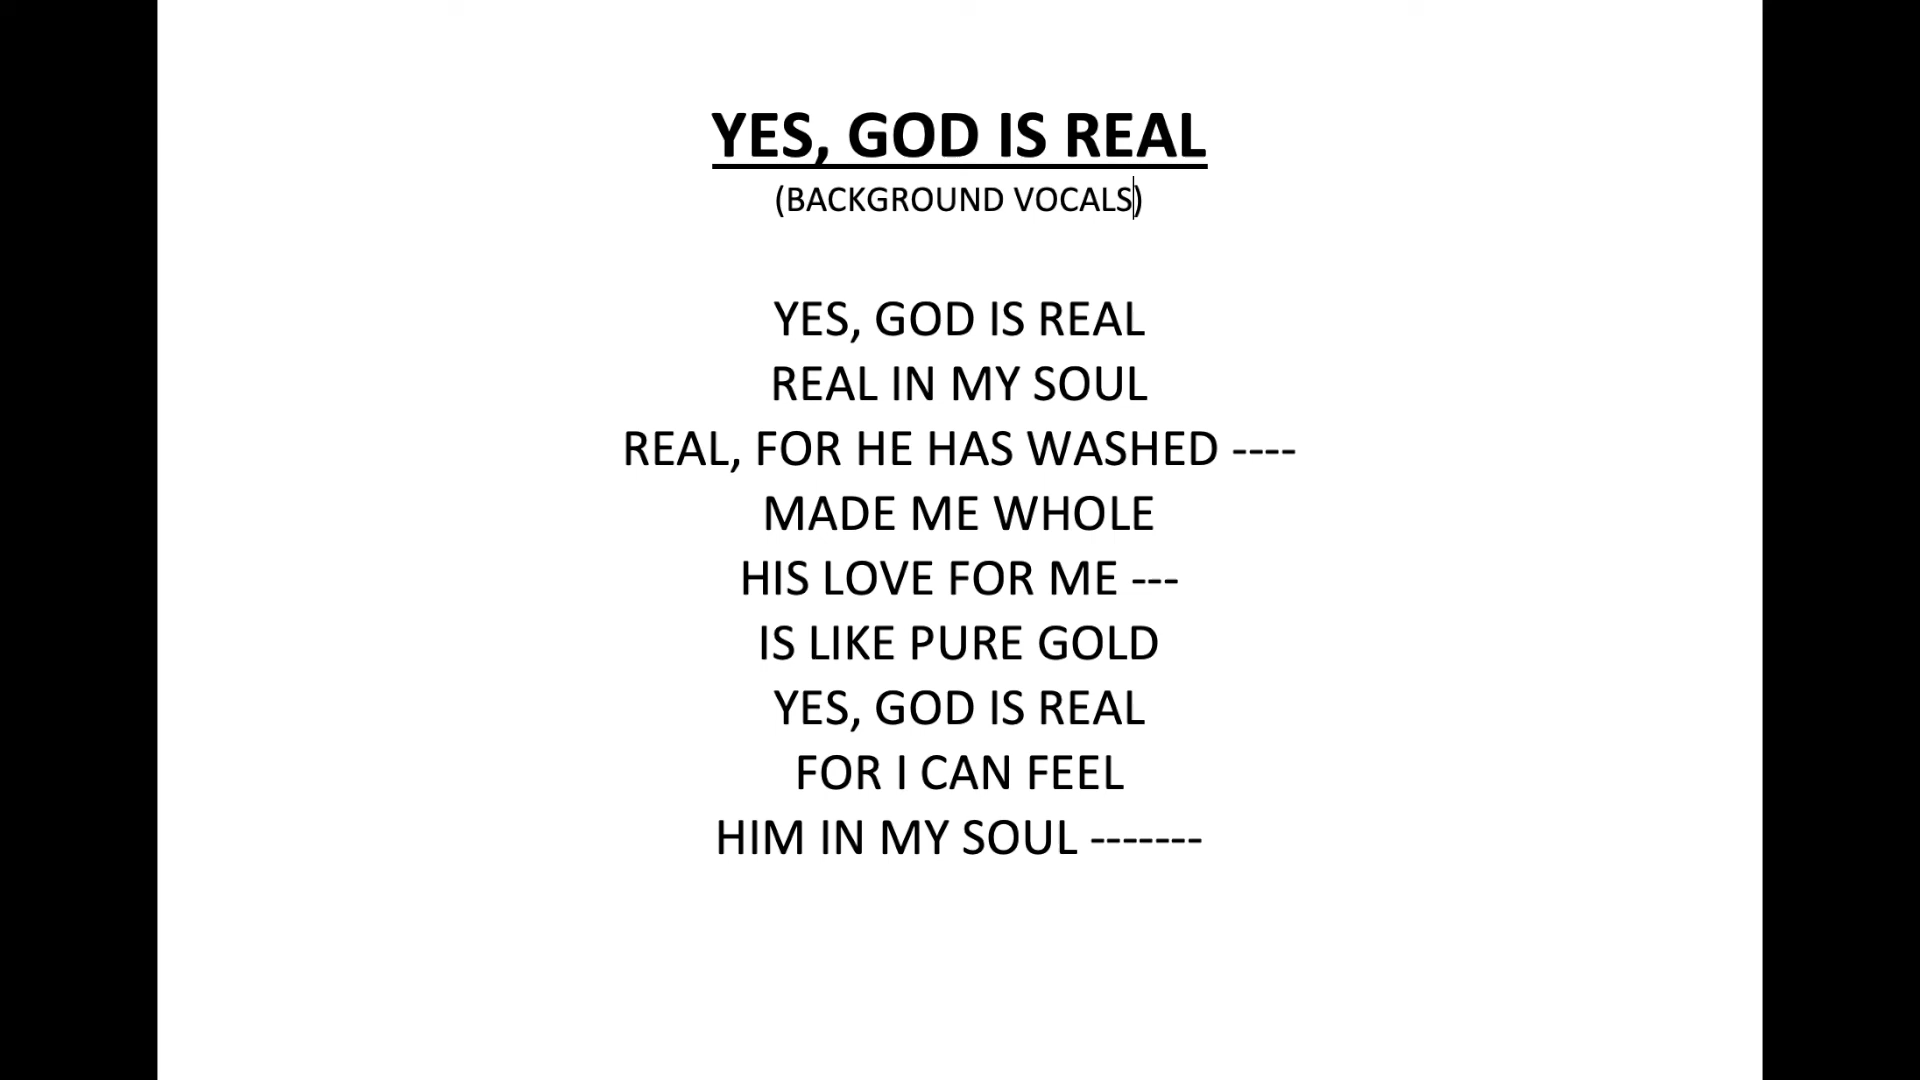 YES, GOD IS REAL
(BACKGROUND VOCALS)
YES, GOD IS REAL
REAL IN MY SOUL
REAL, FOR HE HAS WASHED ----
MADE ME WHOLE
HIS LOVE FOR ME ---
IS LIKE PURE GOLD
YES, GOD IS REAL
FOR I CAN FEEL
HIM IN MY SOUL -------